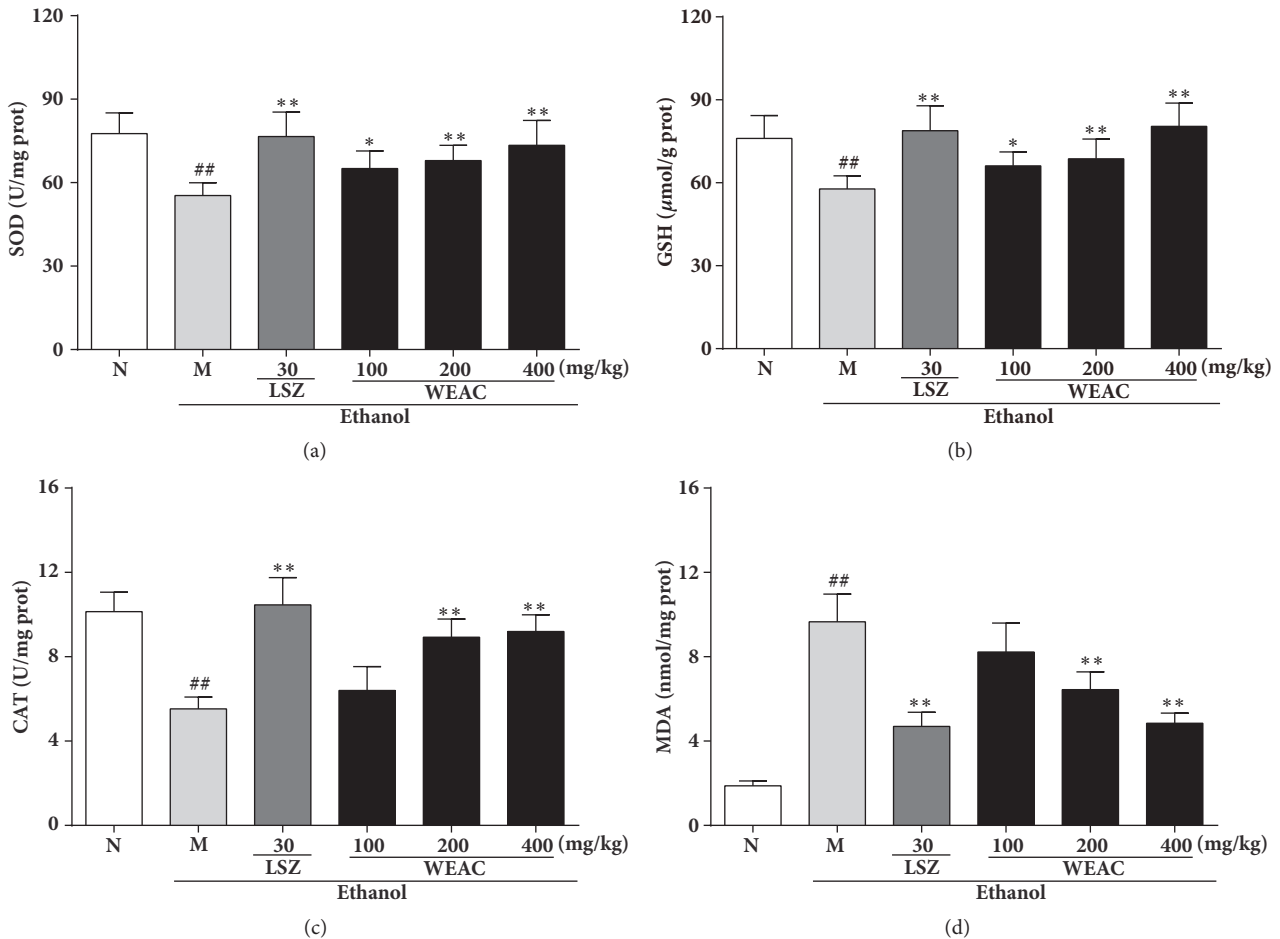 120
90
60
30
0
SOD (U/mg prot)
##
**
*
**
**
N M 30 100 200 400 (mg/kg)
LSZ WEAC
Ethanol
(a)
120
90
60
30
0
GSH (μmol/g prot)
##
**
*
**
**
N M 30 100 200 400 (mg/kg)
LSZ WEAC
Ethanol
(b)
16
12
8
4
0
CAT (U/mg prot)
##
**
**
**
N M 30 100 200 400 (mg/kg)
LSZ WEAC
Ethanol
(c)
16
12
8
4
0
MDA (nmol/mg prot)
##
**
**
**
N M 30 100 200 400 (mg/kg)
LSZ WEAC
Ethanol
(d)